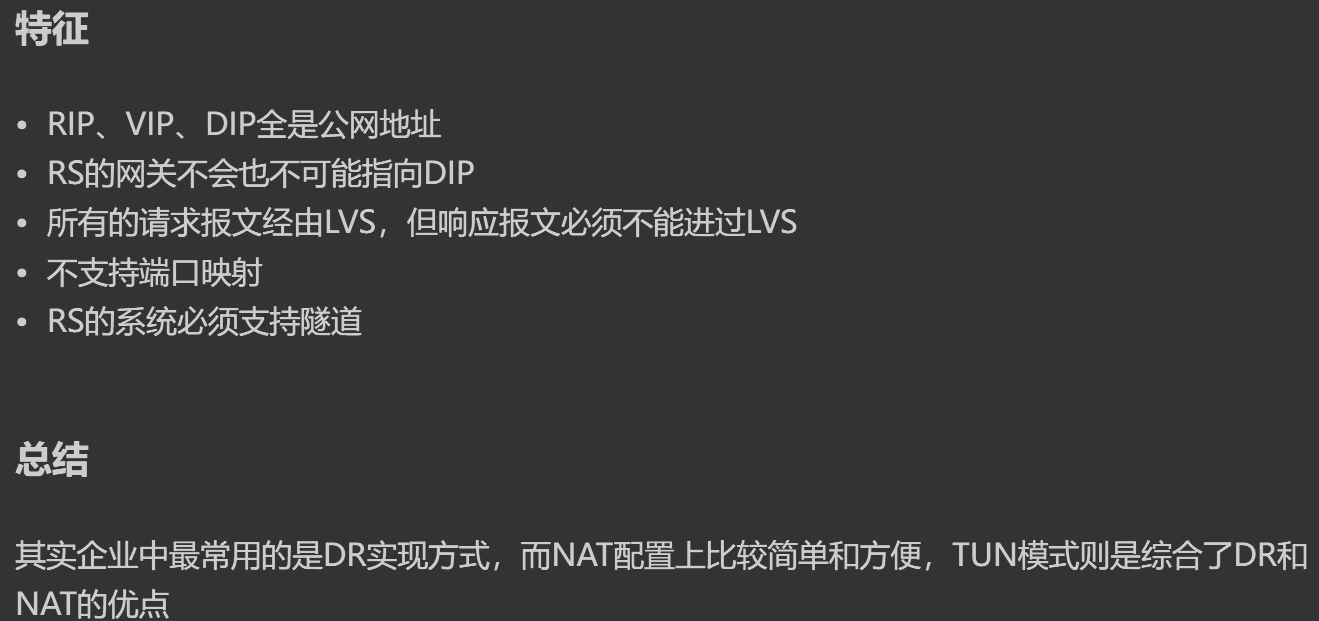 特征
• RIP、VIP、DIP全是公网地址
• RS的网关不会也不可能指向DIP
• 所有的请求报文经由LVS，但响应报文必须不能进过LVS
• 不支持端口映射
• RS的系统必须支持隧道
总结
其实企业中最常用的是DR实现方式，而NAT配置上比较简单和方便，TUN模式则是综合了DR和
NAT的优点